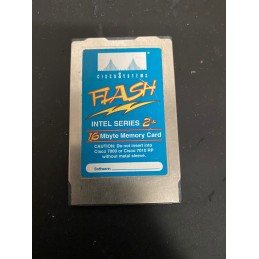 CISCO SYSTEMS
FLASH
INTEL SERIES 2+
16 Mbyte Memory Card
CAUTION: Do not insert into
Cisco 7000 or Cisco 7010 RP
without metal sleeve.
Software